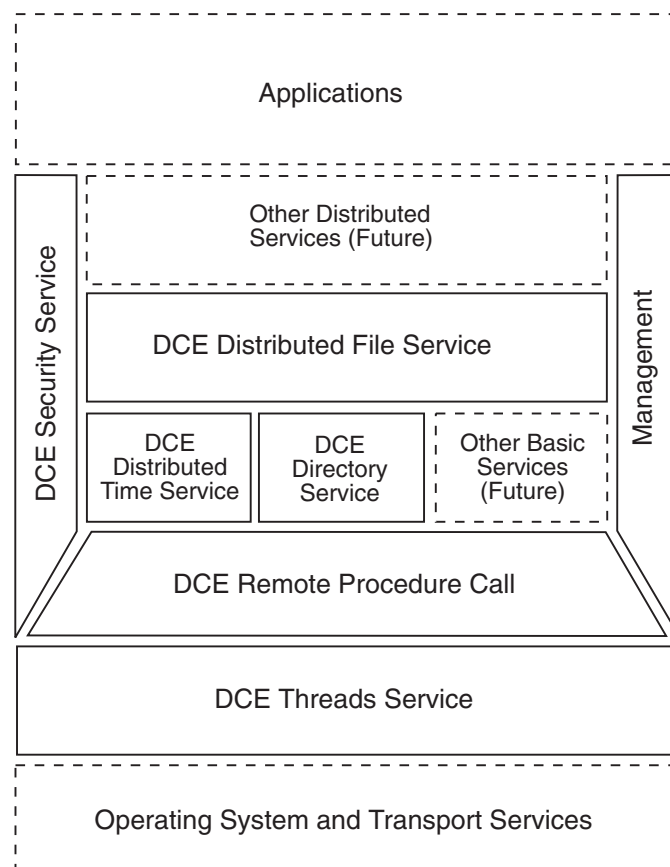 Applications
Other Distributed
Services (Future)
DCE Security Service
DCE Distributed File Service
Management
DCE
Distributed
Time Service
DCE
Directory
Service
Other Basic
Services
(Future)
DCE Remote Procedure Call
DCE Threads Service
Operating System and Transport Services